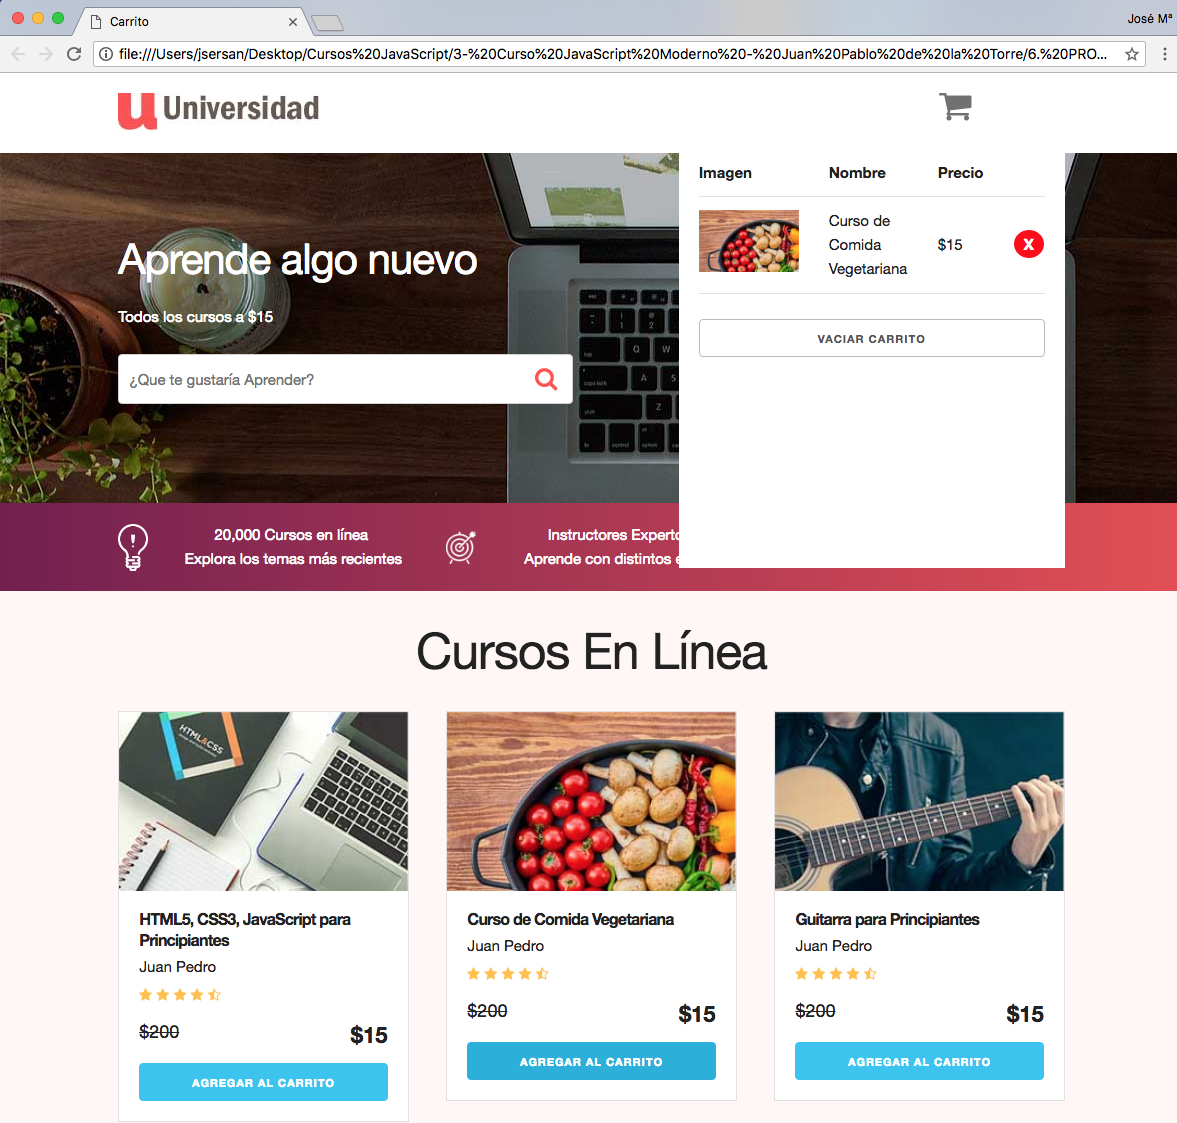 Carrito
José Mª
file:///Users/jsersan/Desktop/Cursos%20JavaScript/3-%20Curso%20JavaScript%20Moderno%20-%20Juan%20Pablo%20de%20la%20Torre/6.%20PRO...
u Universidad
Imagen Nombre Precio
Curso de
Comida
Vegetariana
$15
X
VACIAR CARRITO
Aprende algo nuevo
Todos los cursos a $15
¿Que te gustaría Aprender?
20,000 Cursos en línea
Explora los temas más recientes
Instructores Experto
Aprende con distintos e
Cursos En Línea
HTML&CSS
HTML5, CSS3, JavaScript para
Principiantes
Juan Pedro
$200 $15
AGREGAR AL CARRITO
Curso de Comida Vegetariana
Juan Pedro
$200 $15
AGREGAR AL CARRITO
Guitarra para Principiantes
Juan Pedro
$200 $15
AGREGAR AL CARRITO